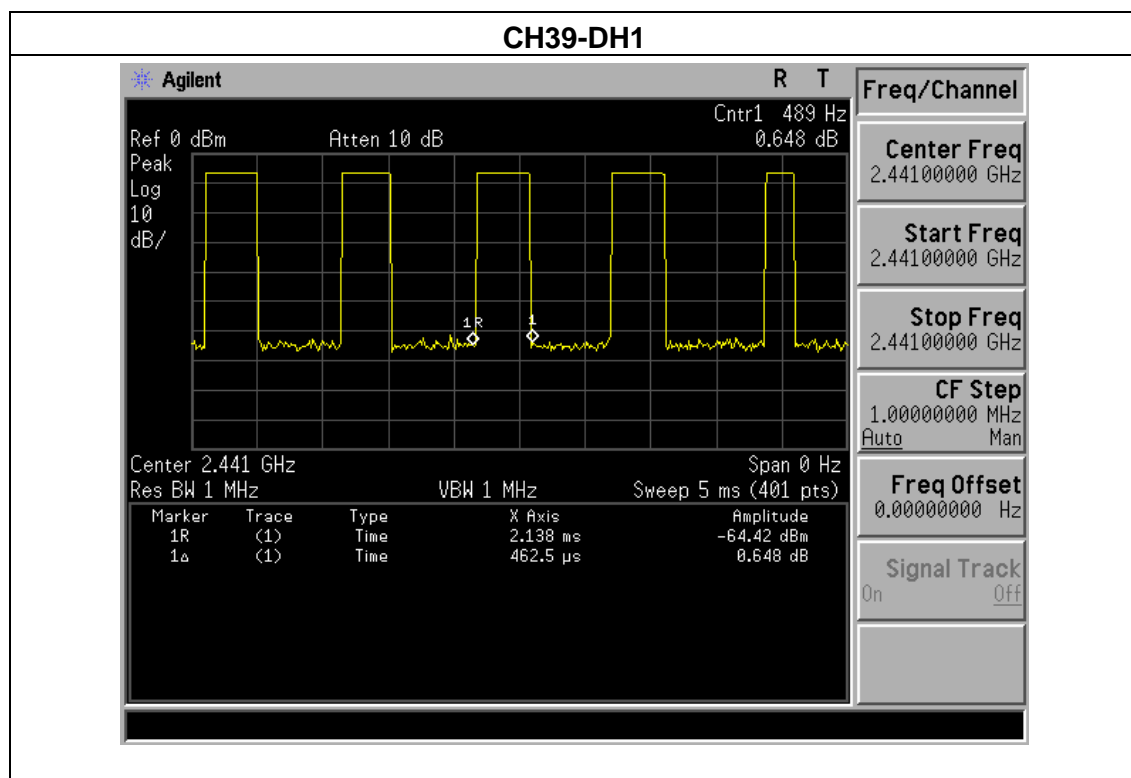 CH39-DH1
Agilent R T
Cntr1 489 Hz
Ref 0 dBm Atten 10 dB 0.648 dB
Peak
Log
10
dB/
1R 1
Center 2.441 GHz Span 0 Hz
Res BW 1 MHz VBW 1 MHz Sweep 5 ms (401 pts)
Marker Trace Type X Axis Amplitude
1R (1) Time 2.138 ms -64.42 dBm
1Δ (1) Time 462.5 µs 0.648 dB
Freq/Channel
Center Freq
2.44100000 GHz
Start Freq
2.44100000 GHz
Stop Freq
2.44100000 GHz
CF Step
1.00000000 MHz
Auto Man
Freq Offset
0.00000000 Hz
Signal Track
On Off